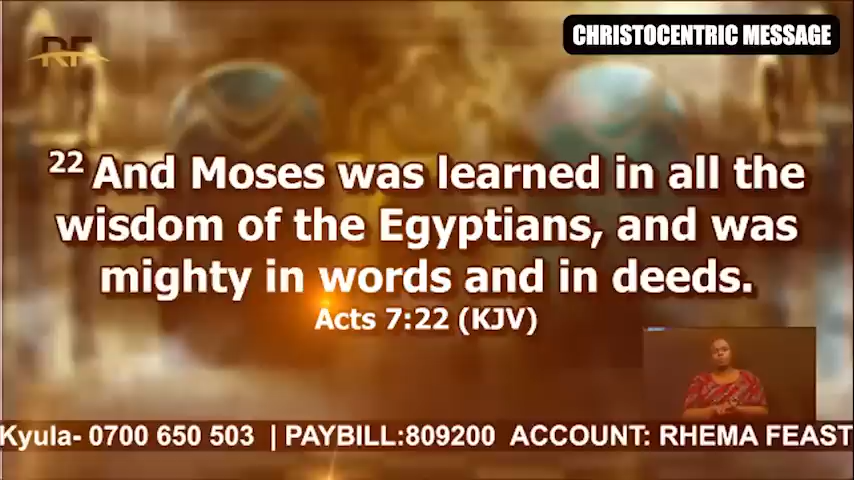 RF
CHRISTOCENTRIC MESSAGE
22 And Moses was learned in all the
wisdom of the Egyptians, and was
mighty in words and in deeds.
Acts 7:22 (KJV)
Kyula- 0700 650 503 | PAYBILL:809200 ACCOUNT: RHEMA FEAST